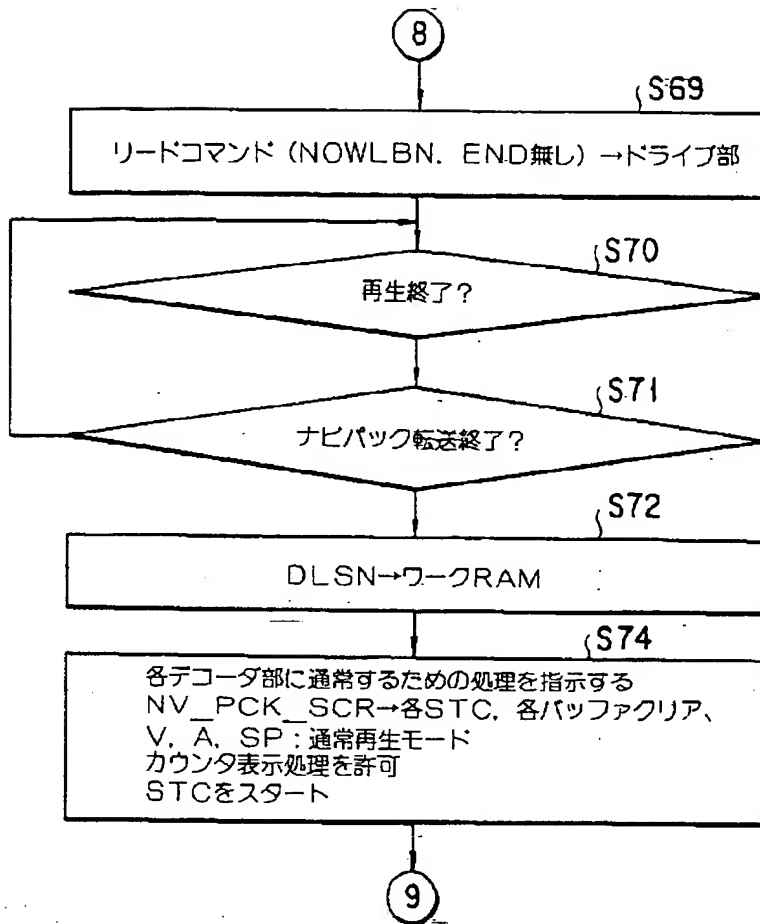 8
S69
リードコマンド (NOWLBN. END無し) →ドライブ部
S70
再生終了?
S71
ナビパック転送終了?
S72
DLSN→ワークRAM
S74
各デコーダ部に通常するための処理を指示する
NV_PCK_SCR→各STC, 各バッファクリア、
V, A, SP : 通常再生モード
カウンタ表示処理を許可
STCをスタート
9